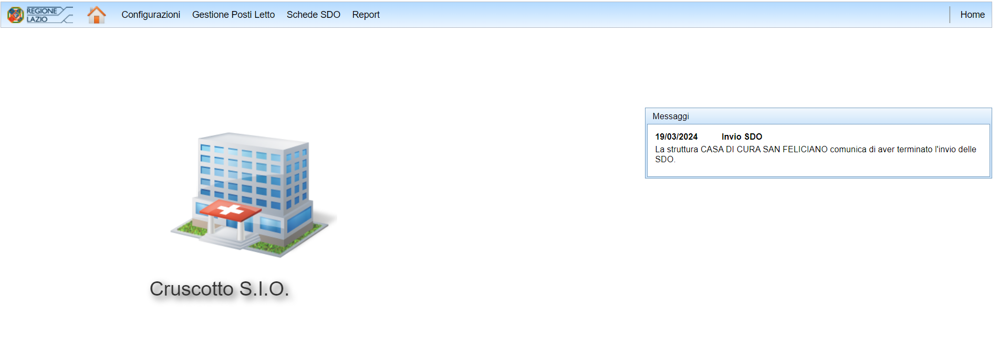 REGIONE
LAZIO
Configurazioni Gestione Posti Letto Schede SDO Report Home
Messaggi
19/03/2024 Invio SDO
La struttura CASA DI CURA SAN FELICIANO comunica di aver terminato l'invio delle
SDO.
Cruscotto S.I.O.